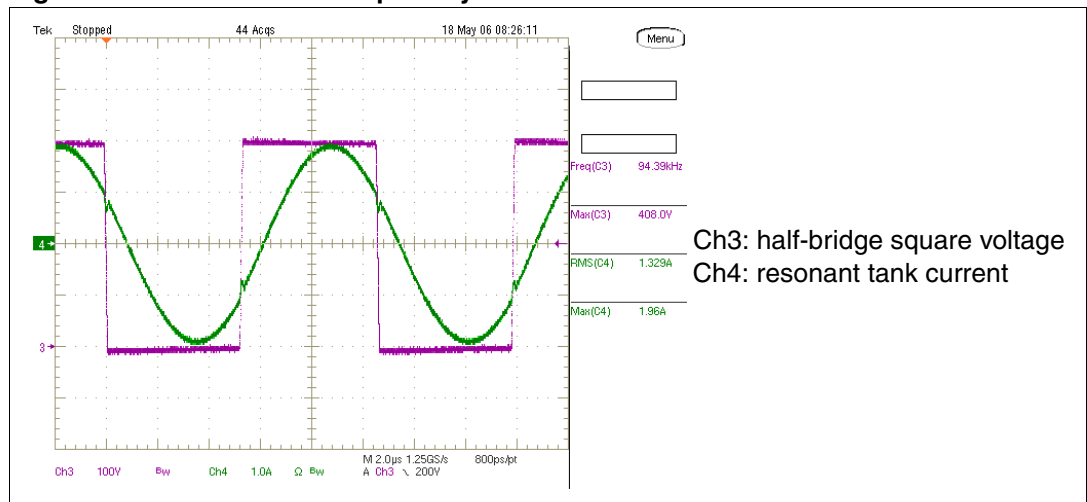 Tek Stopped 44 Acqs 18 May 06 08:26:11
Menu
Freq(C3) 94.39kHz
Max(C3) 408.0V
4
RMS(C4) 1.329A
Max(C4) 1.96A
3
Ch3: half-bridge square voltage
Ch4: resonant tank current
M 2.0µs 1.25GS/s 800ps/pt
Ch3 100V Bw Ch4 1.0A Ω Bw A Ch3 \ 200V